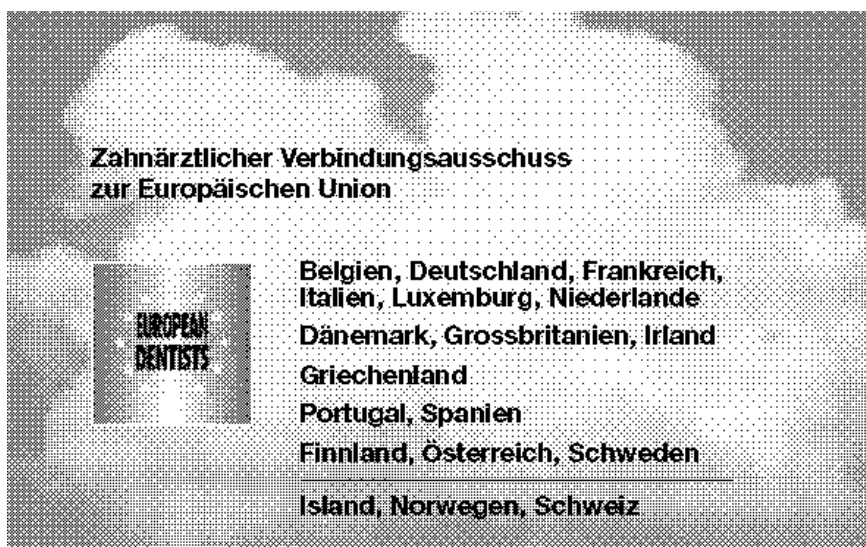 Zahnärztlicher Verbindungsausschuss
zur Europäischen Union
Belgien, Deutschland, Frankreich,
Italien, Luxemburg, Niederlande
EUROPEAN
DENTISTS
Dänemark, Grossbritanien, Irland
Griechenland
Portugal, Spanien
Finnland, Österreich, Schweden
Island, Norwegen, Schweiz